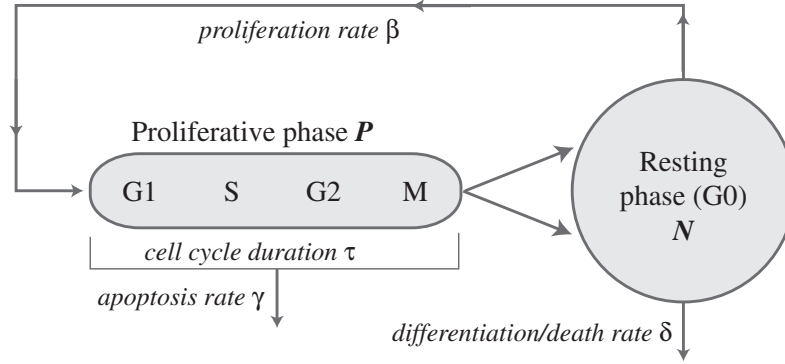 proliferation rate β
Proliferative phase P
G1 S G2 M
Resting
phase (G0)
N
cell cycle duration τ
apoptosis rate γ
differentiation/death rate δ